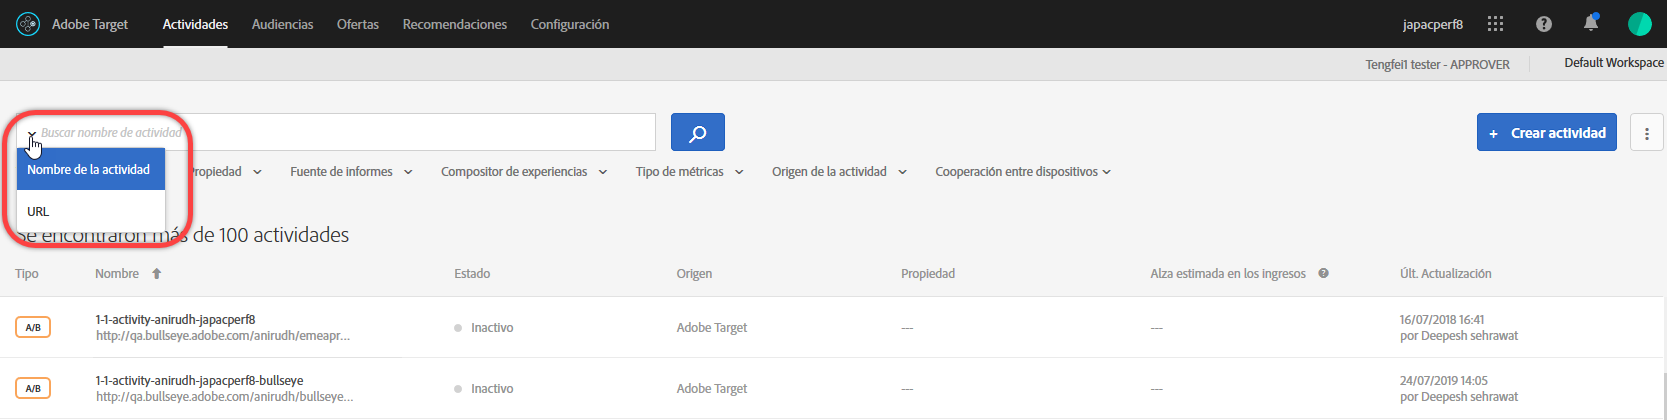 Adobe Target Actividades Audiencias Ofertas Recomendaciones Configuración japacperf8
Tengfei1 tester - APPROVER Default Workspace
Buscar nombre de actividad
+ Crear actividad
Nombre de la actividad
ropiedad Fuente de informes Compositor de experiencias Tipo de métricas Origen de la actividad Cooperación entre dispositivos
URL
Se encontraron más de 100 actividades
Tipo Nombre Estado Origen Propiedad Alza estimada en los ingresos Últ. Actualización
A/B 1-1-activity-anirudh-japacperf8 Inactivo Adobe Target --- --- 16/07/2018 16:41
http://qa.bullseye.adobe.com/anirudh/emeapr... por Deepesh sehrawat
A/B 1-1-activity-anirudh-japacperf8-bullseye Inactivo Adobe Target --- --- 24/07/2019 14:05
http://qa.bullseye.adobe.com/anirudh/bullseye... por Deepesh sehrawat